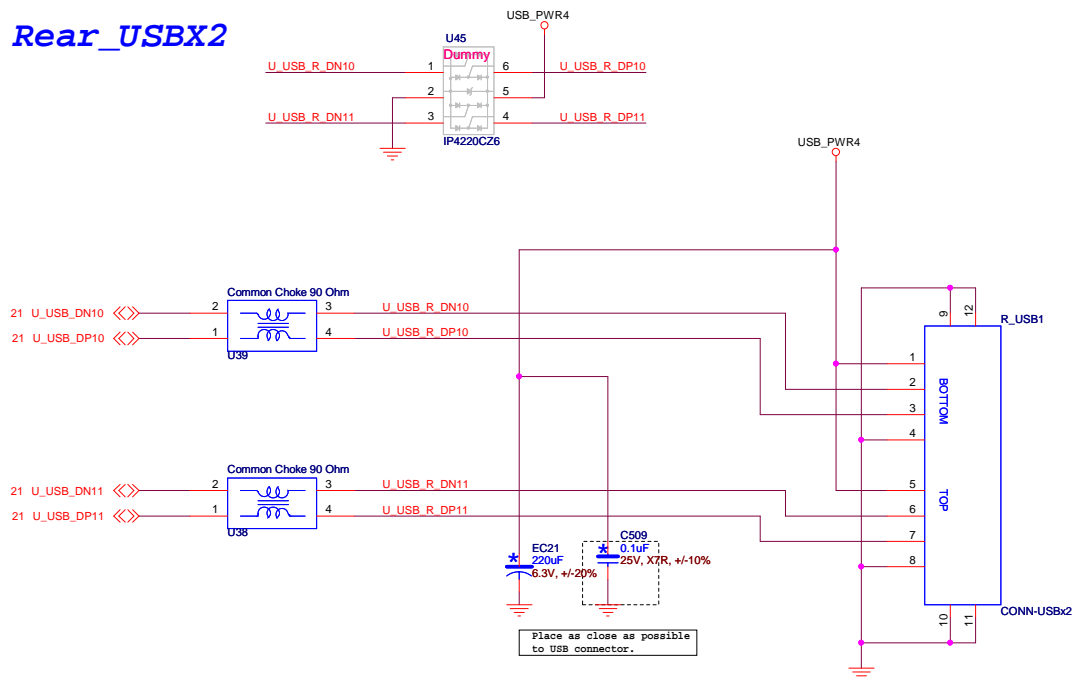 Rear_USBX2
USB_PWR4
U45
Dummy
U_USB_R_DN10 1 6 U_USB_R_DP10
2 5
U_USB_R_DN11 3 4 U_USB_R_DP11
IP4220CZ6
USB_PWR4
Common Choke 90 Ohm
21 U_USB_DN10 2 3 U_USB_R_DN10
21 U_USB_DP10 1 4 U_USB_R_DP10
U39
9 12
R_USB1
1
2
3
4
BOTTOM
5
6
7
8
TOP
10 11
CONN-USBx2
Common Choke 90 Ohm
21 U_USB_DN11 2 3 U_USB_R_DN11
21 U_USB_DP11 1 4 U_USB_R_DP11
U38
EC21
220uF
6.3V, +/-20%
C509
0.1uF
25V, X7R, +/-10%
Place as close as possible
to USB connector.